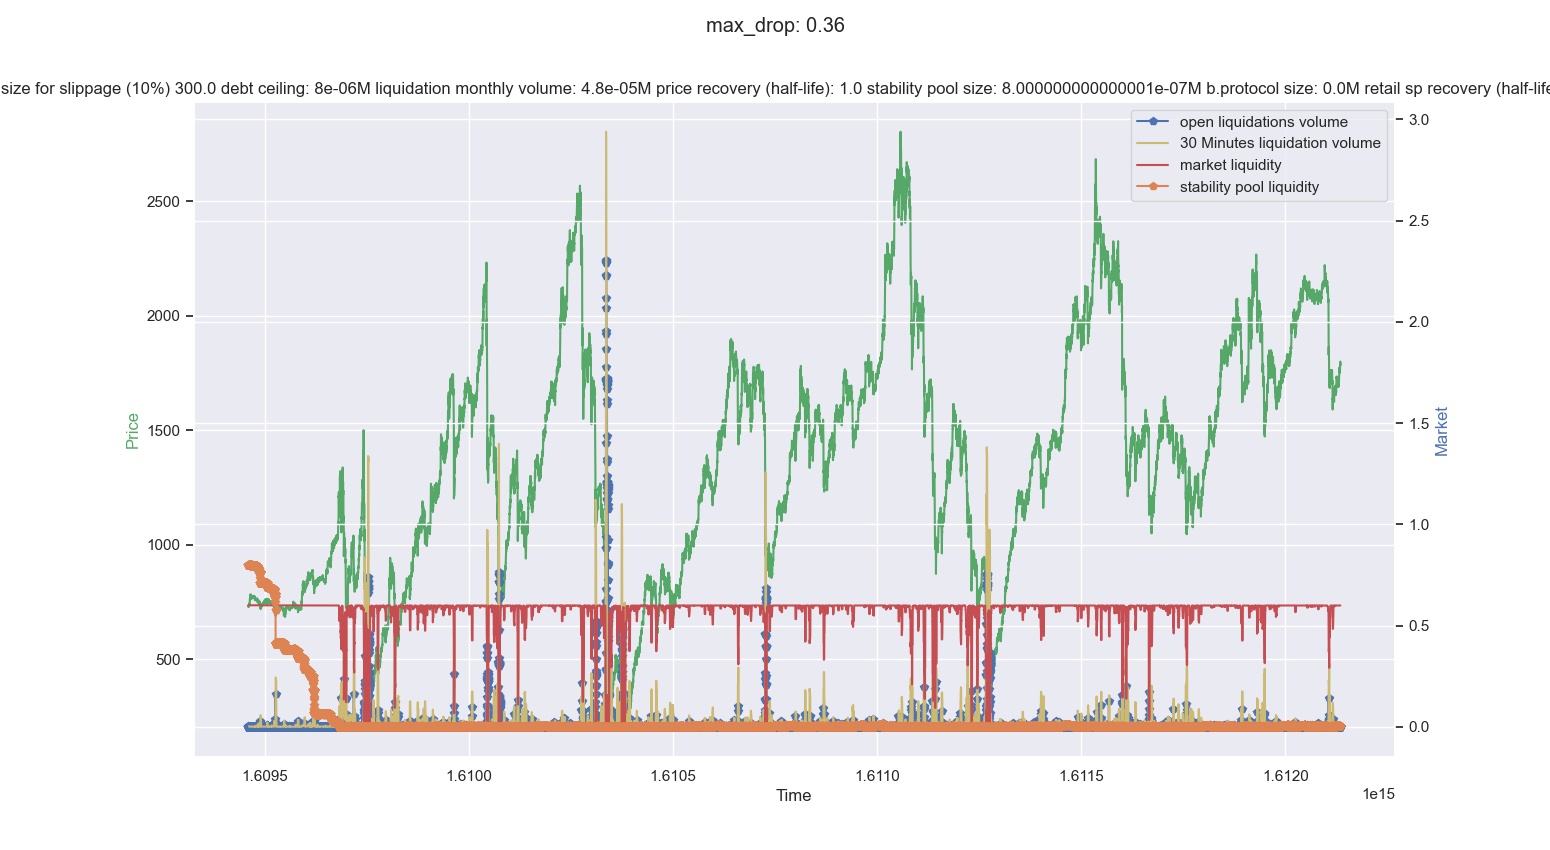 max_drop: 0.36
size for slippage (10%) 300.0 debt ceiling: 8e-06M liquidation monthly volume: 4.8e-05M price recovery (half-life): 1.0 stability pool size: 8.000000000000001e-07M b.protocol size: 0.0M retail sp recovery (half-life
open liquidations volume
30 Minutes liquidation volume
market liquidity
stability pool liquidity
3.0
2.5
2.0
1.5
1.0
0.5
0.0
2500
2000
1500
1000
500
Price
Market
1.6095
1.6100
1.6105
1.6110
1.6115
1.6120
1e15
Time